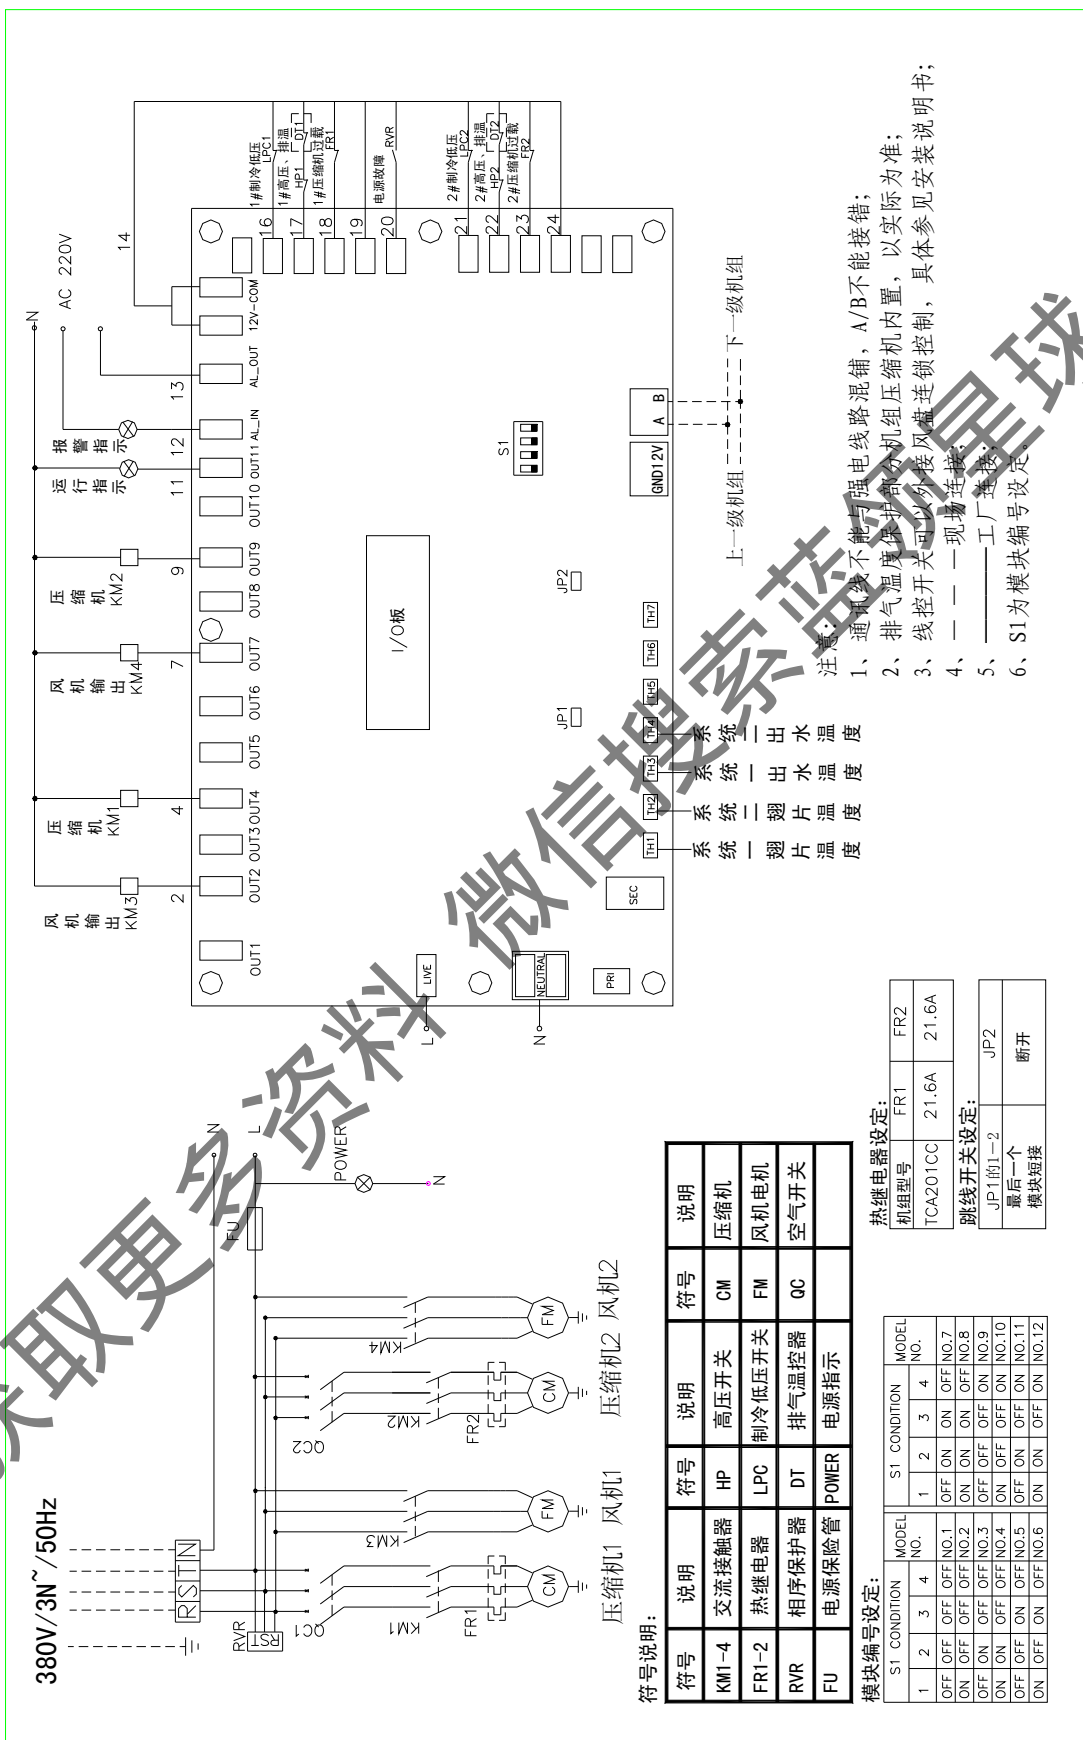 380V/3N~/50Hz
R S T N
RVR
RST
QC1
KM1
FR1
CM
压缩机1
KM3
FM
风机1
QC2
KM2
FR2
CM
压缩机2
KM4
FM
风机2
FU
N
L
POWER
N
风机输出
KM3
压缩机
KM1
风机输出
KM4
压缩机
KM2
运行指示
报警指示
N
AC 220V
2
4
7
9
11
12
13
14
OUT1
OUT2
OUT3
OUT4
OUT5
OUT6
OUT7
OUT8
OUT9
OUT10
OUT11
AL_IN
AL_OUT
12V-COM
16
17
18
19
20
21
22
23
24
1#制冷低压
LPC1
1#高压、排温
HP1
DT1
1#压缩机过载
FR1
电源故障
RVR
2#制冷低压
LPC2
2#高压、排温
HP2
DT2
2#压缩机过载
FR2
I/O板
S1
JP1
JP2
L
LIVE
N
NEUTRAL
PRI
SEC
TH1
TH2
TH3
TH4
TH5
TH6
TH7
GND12V
A B
系统一翅片温度
系统二翅片温度
系统一出水温度
系统二出水温度
上一级机组
下一级机组
注意:
1、通讯线不能与强电线路混铺, A/B不能接错;
2、排气温度保护部分机组压缩机内置, 以实际为准;
3、线控开关可以外接风盘连锁控制, 具体参见安装说明书;
4、— — —现场连接;
5、————工厂连接;
6、S1为模块编号设定。
符号说明:
符号 说明 符号 说明 符号 说明
KM1-4 交流接触器 HP 高压开关 CM 压缩机
FR1-2 热继电器 LPC 制冷低压开关 FM 风机电机
RVR 相序保护器 DT 排气温控器 QC 空气开关
FU 电源保险管 POWER 电源指示
模块编号设定:
S1 CONDITION MODEL NO. S1 CONDITION MODEL NO.
1 2 3 4 1 2 3 4
OFF OFF OFF OFF NO.1 OFF ON ON OFF NO.7
ON OFF OFF OFF NO.2 ON ON ON OFF NO.8
OFF ON OFF OFF NO.3 OFF OFF OFF ON NO.9
ON ON OFF OFF NO.4 ON OFF OFF ON NO.10
OFF OFF ON OFF NO.5 OFF ON OFF ON NO.11
ON OFF ON OFF NO.6 ON ON OFF ON NO.12
热继电器设定:
机组型号 FR1 FR2
TCA201CC 21.6A 21.6A
跳线开关设定:
JP1的1-2 JP2
最后一个模块短接 断开
获取更多资料 微信搜索蓝领星球